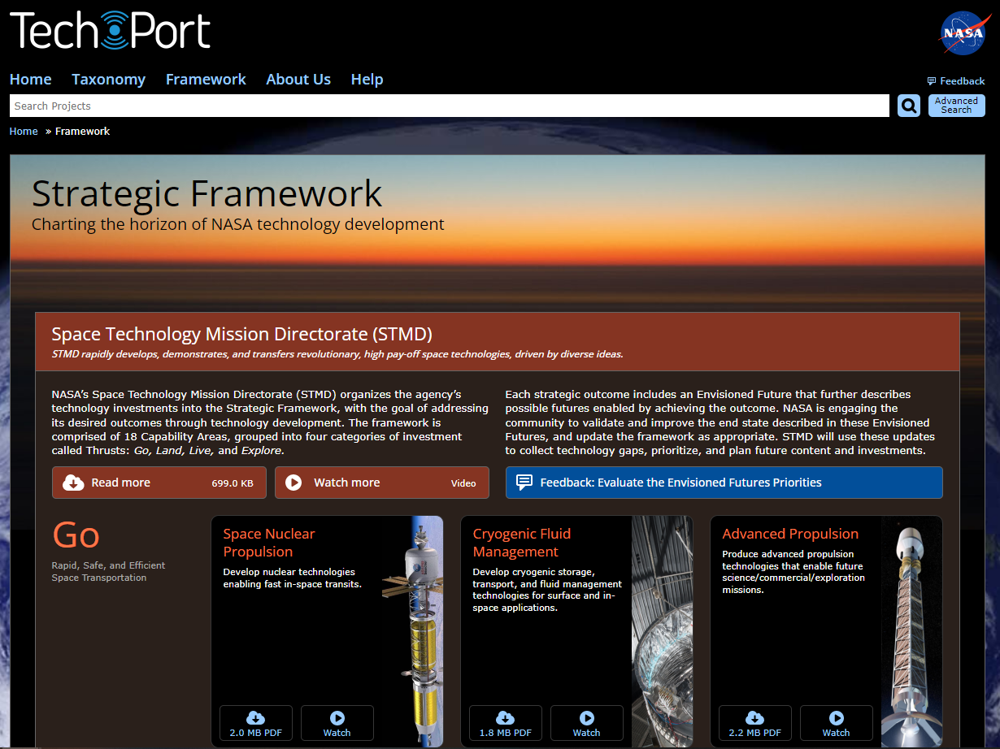 Tech Port
NASA
Home Taxonomy Framework About Us Help
Feedback
Search Projects
Advanced
Search
Home » Framework
Strategic Framework
Charting the horizon of NASA technology development
Space Technology Mission Directorate (STMD)
STMD rapidly develops, demonstrates, and transfers revolutionary, high pay-off space technologies, driven by diverse ideas.
NASA's Space Technology Mission Directorate (STMD) organizes the agency's
technology investments into the Strategic Framework, with the goal of addressing
its desired outcomes through technology development. The framework is
comprised of 18 Capability Areas, grouped into four categories of investment
called Thrusts: Go, Land, Live, and Explore.
Each strategic outcome includes an Envisioned Future that further describes
possible futures enabled by achieving the outcome. NASA is engaging the
community to validate and improve the end state described in these Envisioned
Futures, and update the framework as appropriate. STMD will use these updates
to collect technology gaps, prioritize, and plan future content and investments.
Read more 699.0 KB
Watch more Video
Feedback: Evaluate the Envisioned Futures Priorities
Go
Rapid, Safe, and Efficient
Space Transportation
Space Nuclear
Propulsion
Develop nuclear technologies
enabling fast in-space transits.
2.0 MB PDF
Watch
Cryogenic Fluid
Management
Develop cryogenic storage,
transport, and fluid management
technologies for surface and in-
space applications.
1.8 MB PDF
Watch
Advanced Propulsion
Produce advanced propulsion
technologies that enable future
science/commercial/exploration
missions.
2.2 MB PDF
Watch